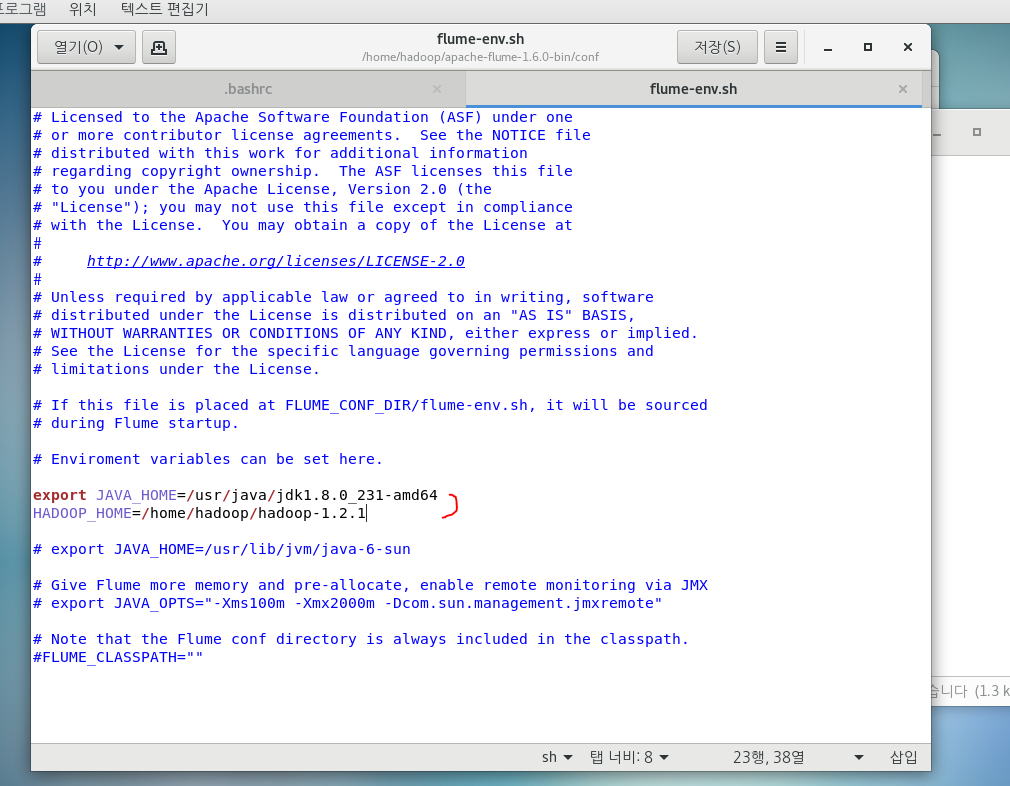 프로그램 위치 텍스트 편집기
열기(O) flume-env.sh 저장(S)
/home/hadoop/apache-flume-1.6.0-bin/conf
.bashrc flume-env.sh
# Licensed to the Apache Software Foundation (ASF) under one
# or more contributor license agreements.  See the NOTICE file
# distributed with this work for additional information
# regarding copyright ownership.  The ASF licenses this file
# to you under the Apache License, Version 2.0 (the
# "License"); you may not use this file except in compliance
# with the License.  You may obtain a copy of the License at
#
#     http://www.apache.org/licenses/LICENSE-2.0
#
# Unless required by applicable law or agreed to in writing, software
# distributed under the License is distributed on an "AS IS" BASIS,
# WITHOUT WARRANTIES OR CONDITIONS OF ANY KIND, either express or implied.
# See the License for the specific language governing permissions and
# limitations under the License.
# If this file is placed at FLUME_CONF_DIR/flume-env.sh, it will be sourced
# during Flume startup.
# Enviroment variables can be set here.
export JAVA_HOME=/usr/java/jdk1.8.0_231-amd64
HADOOP_HOME=/home/hadoop/hadoop-1.2.1
# export JAVA_HOME=/usr/lib/jvm/java-6-sun
# Give Flume more memory and pre-allocate, enable remote monitoring via JMX
# export JAVA_OPTS="-Xms100m -Xmx2000m -Dcom.sun.management.jmxremote"
# Note that the Flume conf directory is always included in the classpath.
#FLUME_CLASSPATH=""
습니다 (1.3 k
sh 탭 너비: 8 23행, 38열 삽입